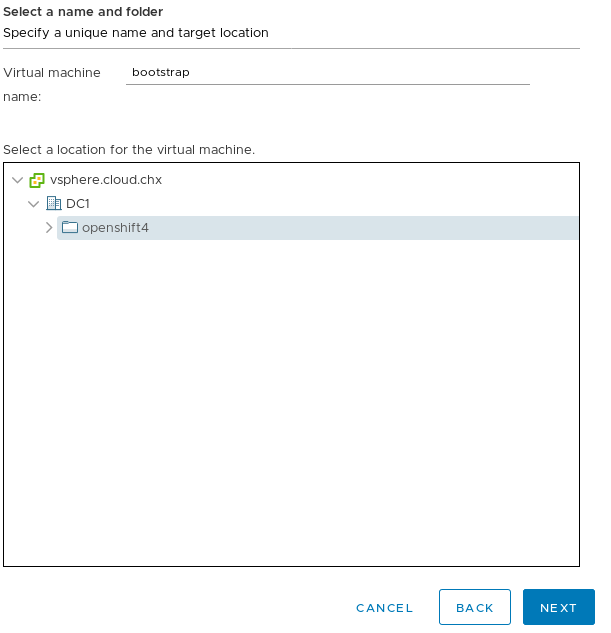 Select a name and folder
Specify a unique name and target location
Virtual machine name: bootstrap
Select a location for the virtual machine.
vsphere.cloud.chx
DC1
openshift4
CANCEL BACK NEXT